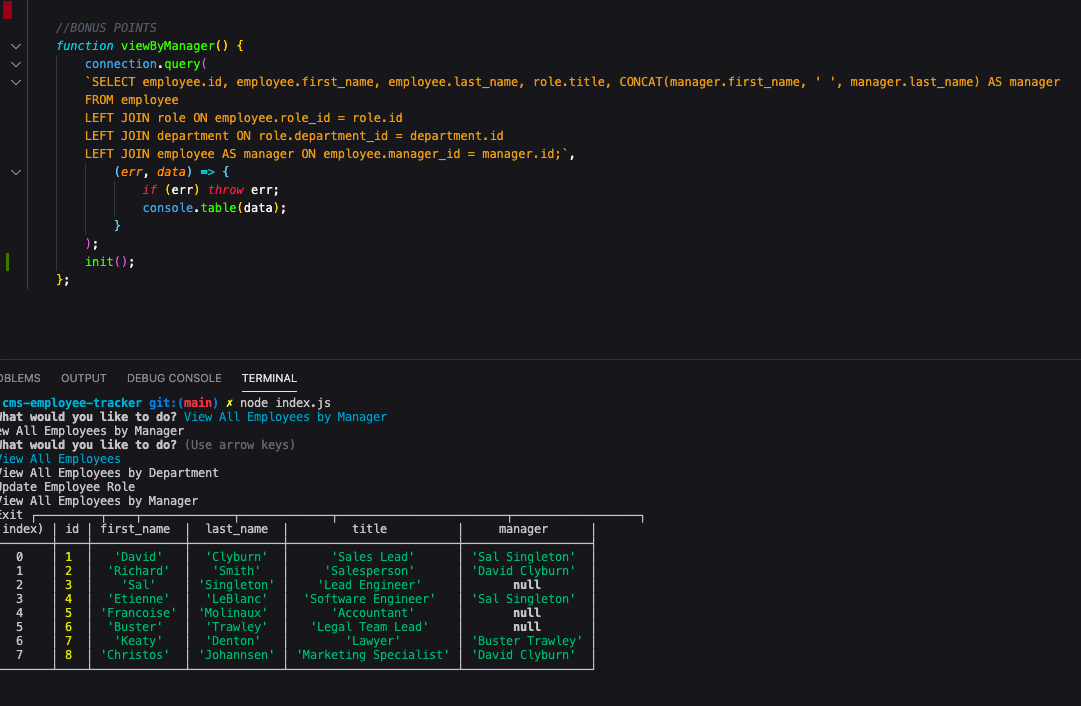 //BONUS POINTS
function viewByManager() {
connection.query(
`SELECT employee.id, employee.first_name, employee.last_name, role.title, CONCAT(manager.first_name, ' ', manager.last_name) AS manager
FROM employee
LEFT JOIN role ON employee.role_id = role.id
LEFT JOIN department ON role.department_id = department.id
LEFT JOIN employee AS manager ON employee.manager_id = manager.id;`,
(err, data) => {
if (err) throw err;
console.table(data);
}
);
init();
};
OBLEMS OUTPUT DEBUG CONSOLE TERMINAL
cms-employee-tracker git:(main) ✗ node index.js
What would you like to do? View All Employees by Manager
ew All Employees by Manager
What would you like to do? (Use arrow keys)
View All Employees
View All Employees by Department
Update Employee Role
View All Employees by Manager
Exit
index) id first_name last_name title manager
0 1 'David' 'Clyburn' 'Sales Lead' 'Sal Singleton'
1 2 'Richard' 'Smith' 'Salesperson' 'David Clyburn'
2 3 'Sal' 'Singleton' 'Lead Engineer' null
3 4 'Etienne' 'LeBlanc' 'Software Engineer' 'Sal Singleton'
4 5 'Francoise' 'Molinaux' 'Accountant' null
5 6 'Buster' 'Trawley' 'Legal Team Lead' null
6 7 'Keaty' 'Denton' 'Lawyer' 'Buster Trawley'
7 8 'Christos' 'Johannsen' 'Marketing Specialist' 'David Clyburn'